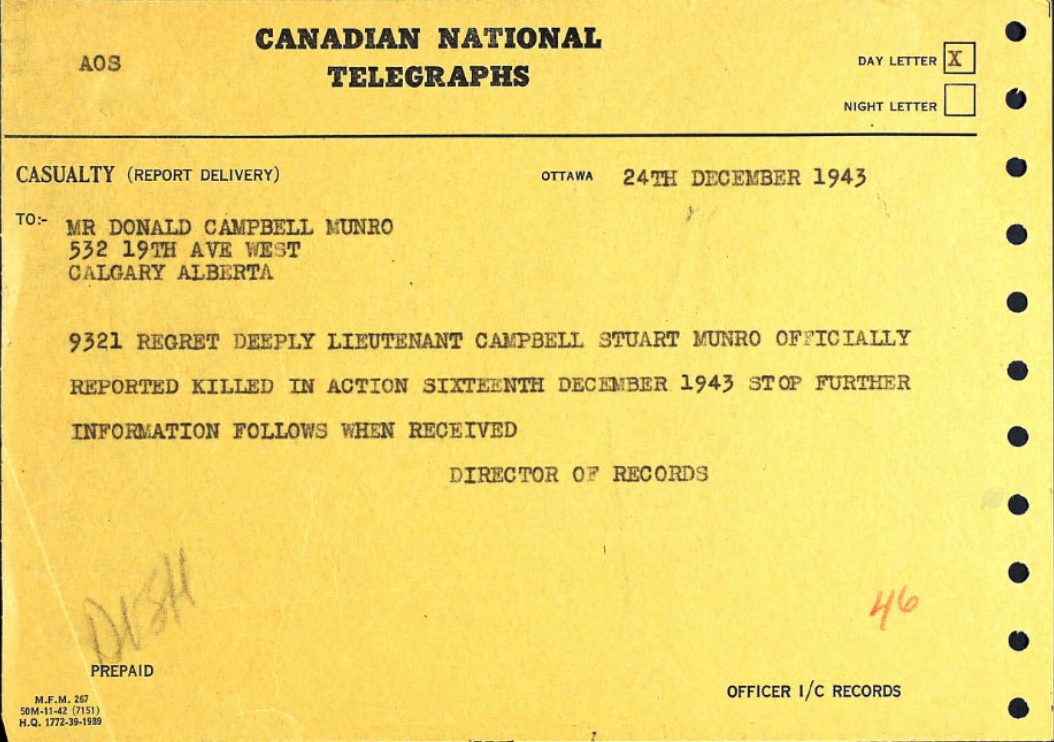 CANADIAN NATIONAL
TELEGRAPHS
AOS
DAY LETTER X
NIGHT LETTER
CASUALTY (REPORT DELIVERY)
OTTAWA 24TH DECEMBER 1943
TO:- MR DONALD CAMPBELL MUNRO
532 19TH AVE WEST
CALGARY ALBERTA
9321 REGRET DEEPLY LIEUTENANT CAMPBELL STUART MUNRO OFFICIALLY
REPORTED KILLED IN ACTION SIXTEENTH DECEMBER 1943 STOP FURTHER
INFORMATION FOLLOWS WHEN RECEIVED
DIRECTOR OF RECORDS
46
PREPAID
OFFICER I/C RECORDS
M.F.M. 267
50M-11-42 (7151)
H.Q. 1772-39-1989